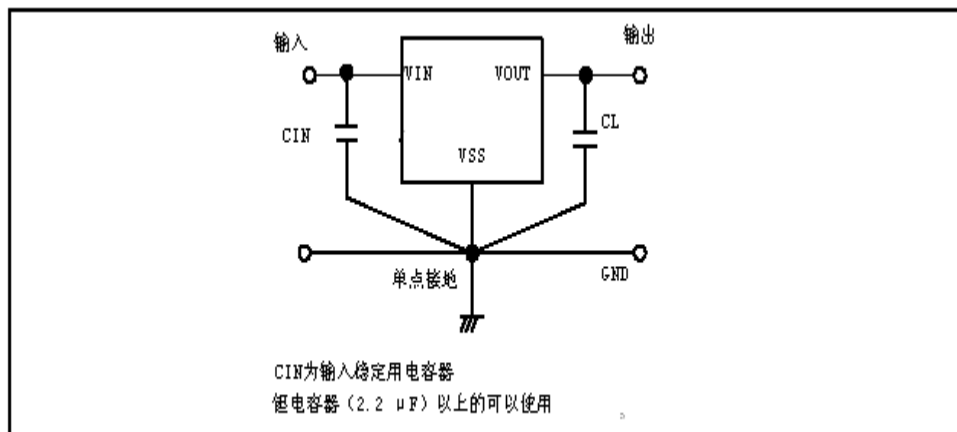 输入
输出
VIN
VOUT
CIN
CL
VSS
单点接地
GND
CIN为输入稳定用电容器
钽电容器（2.2 μF）以上的可以使用